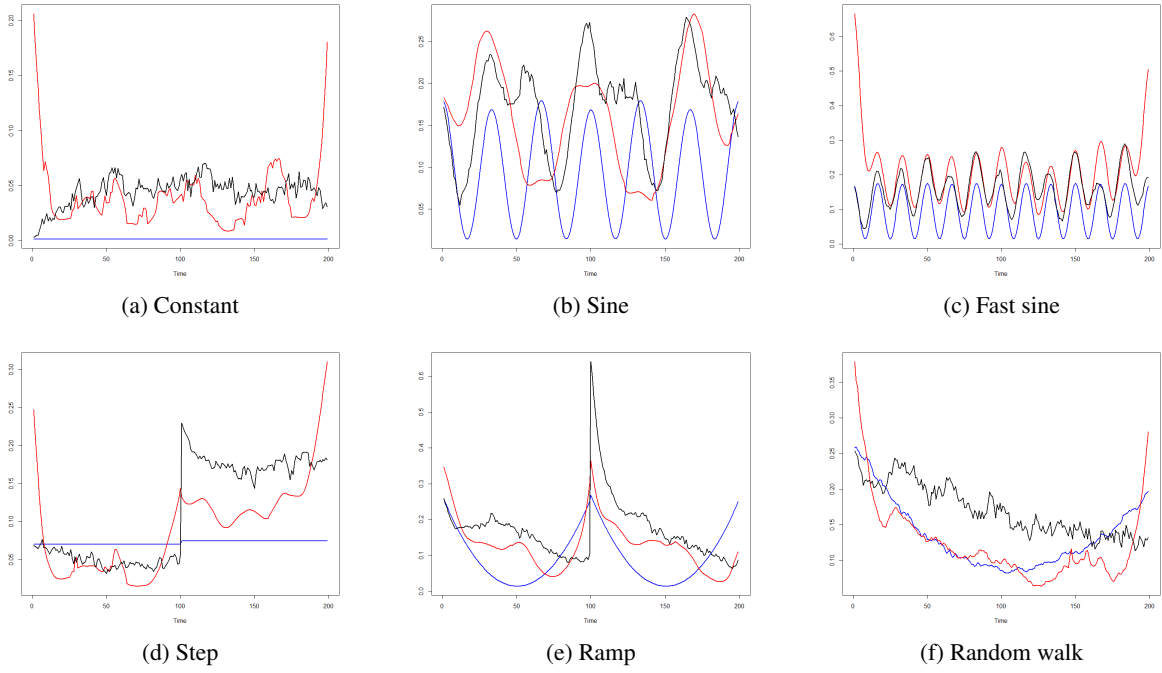 0.00 0.05 0.10 0.15 0.20
0 50 100 150 200
Time
(a) Constant
0.05 0.10 0.15 0.20 0.25
0 50 100 150 200
Time
(b) Sine
0.0 0.1 0.2 0.3 0.4 0.5 0.6
0 50 100 150 200
Time
(c) Fast sine
0.05 0.10 0.15 0.20 0.25 0.30
0 50 100 150 200
Time
(d) Step
0.0 0.1 0.2 0.3 0.4 0.5 0.6
0 50 100 150 200
Time
(e) Ramp
0.10 0.15 0.20 0.25 0.30 0.35
0 50 100 150 200
Time
(f) Random walk